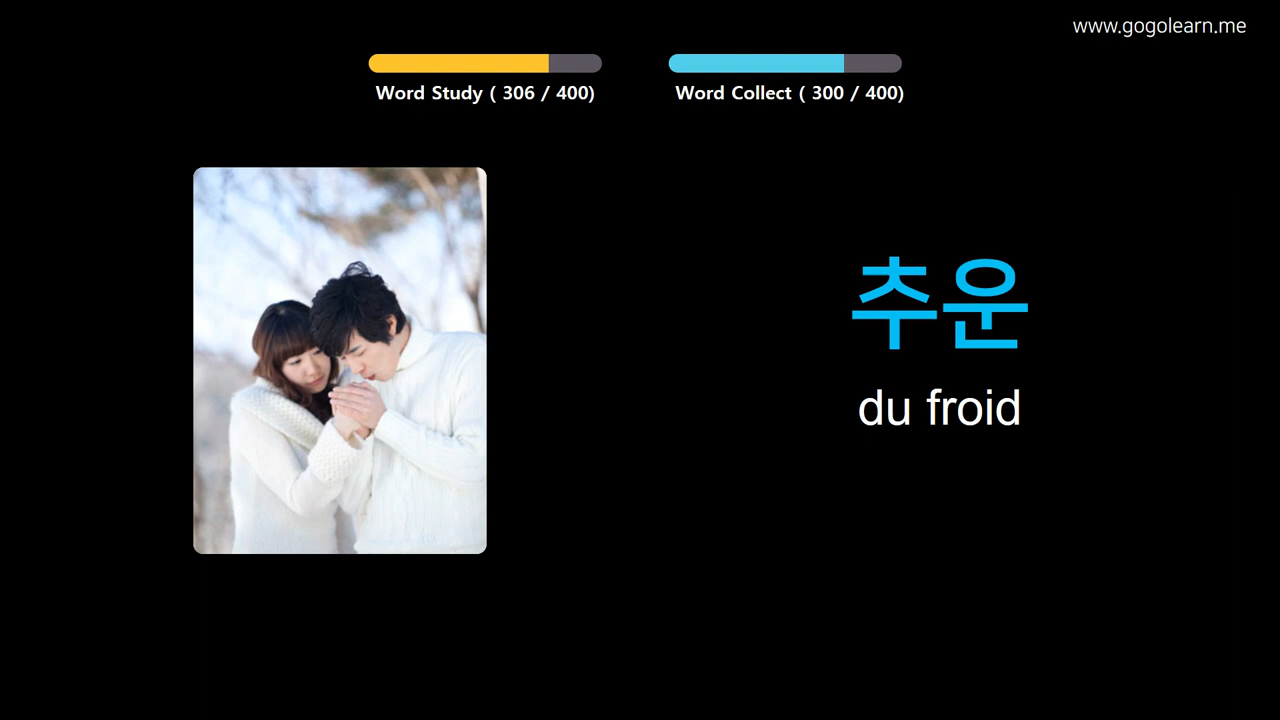 www.gogolearn.me
Word Study ( 306 / 400)
Word Collect ( 300 / 400)
추운
du froid